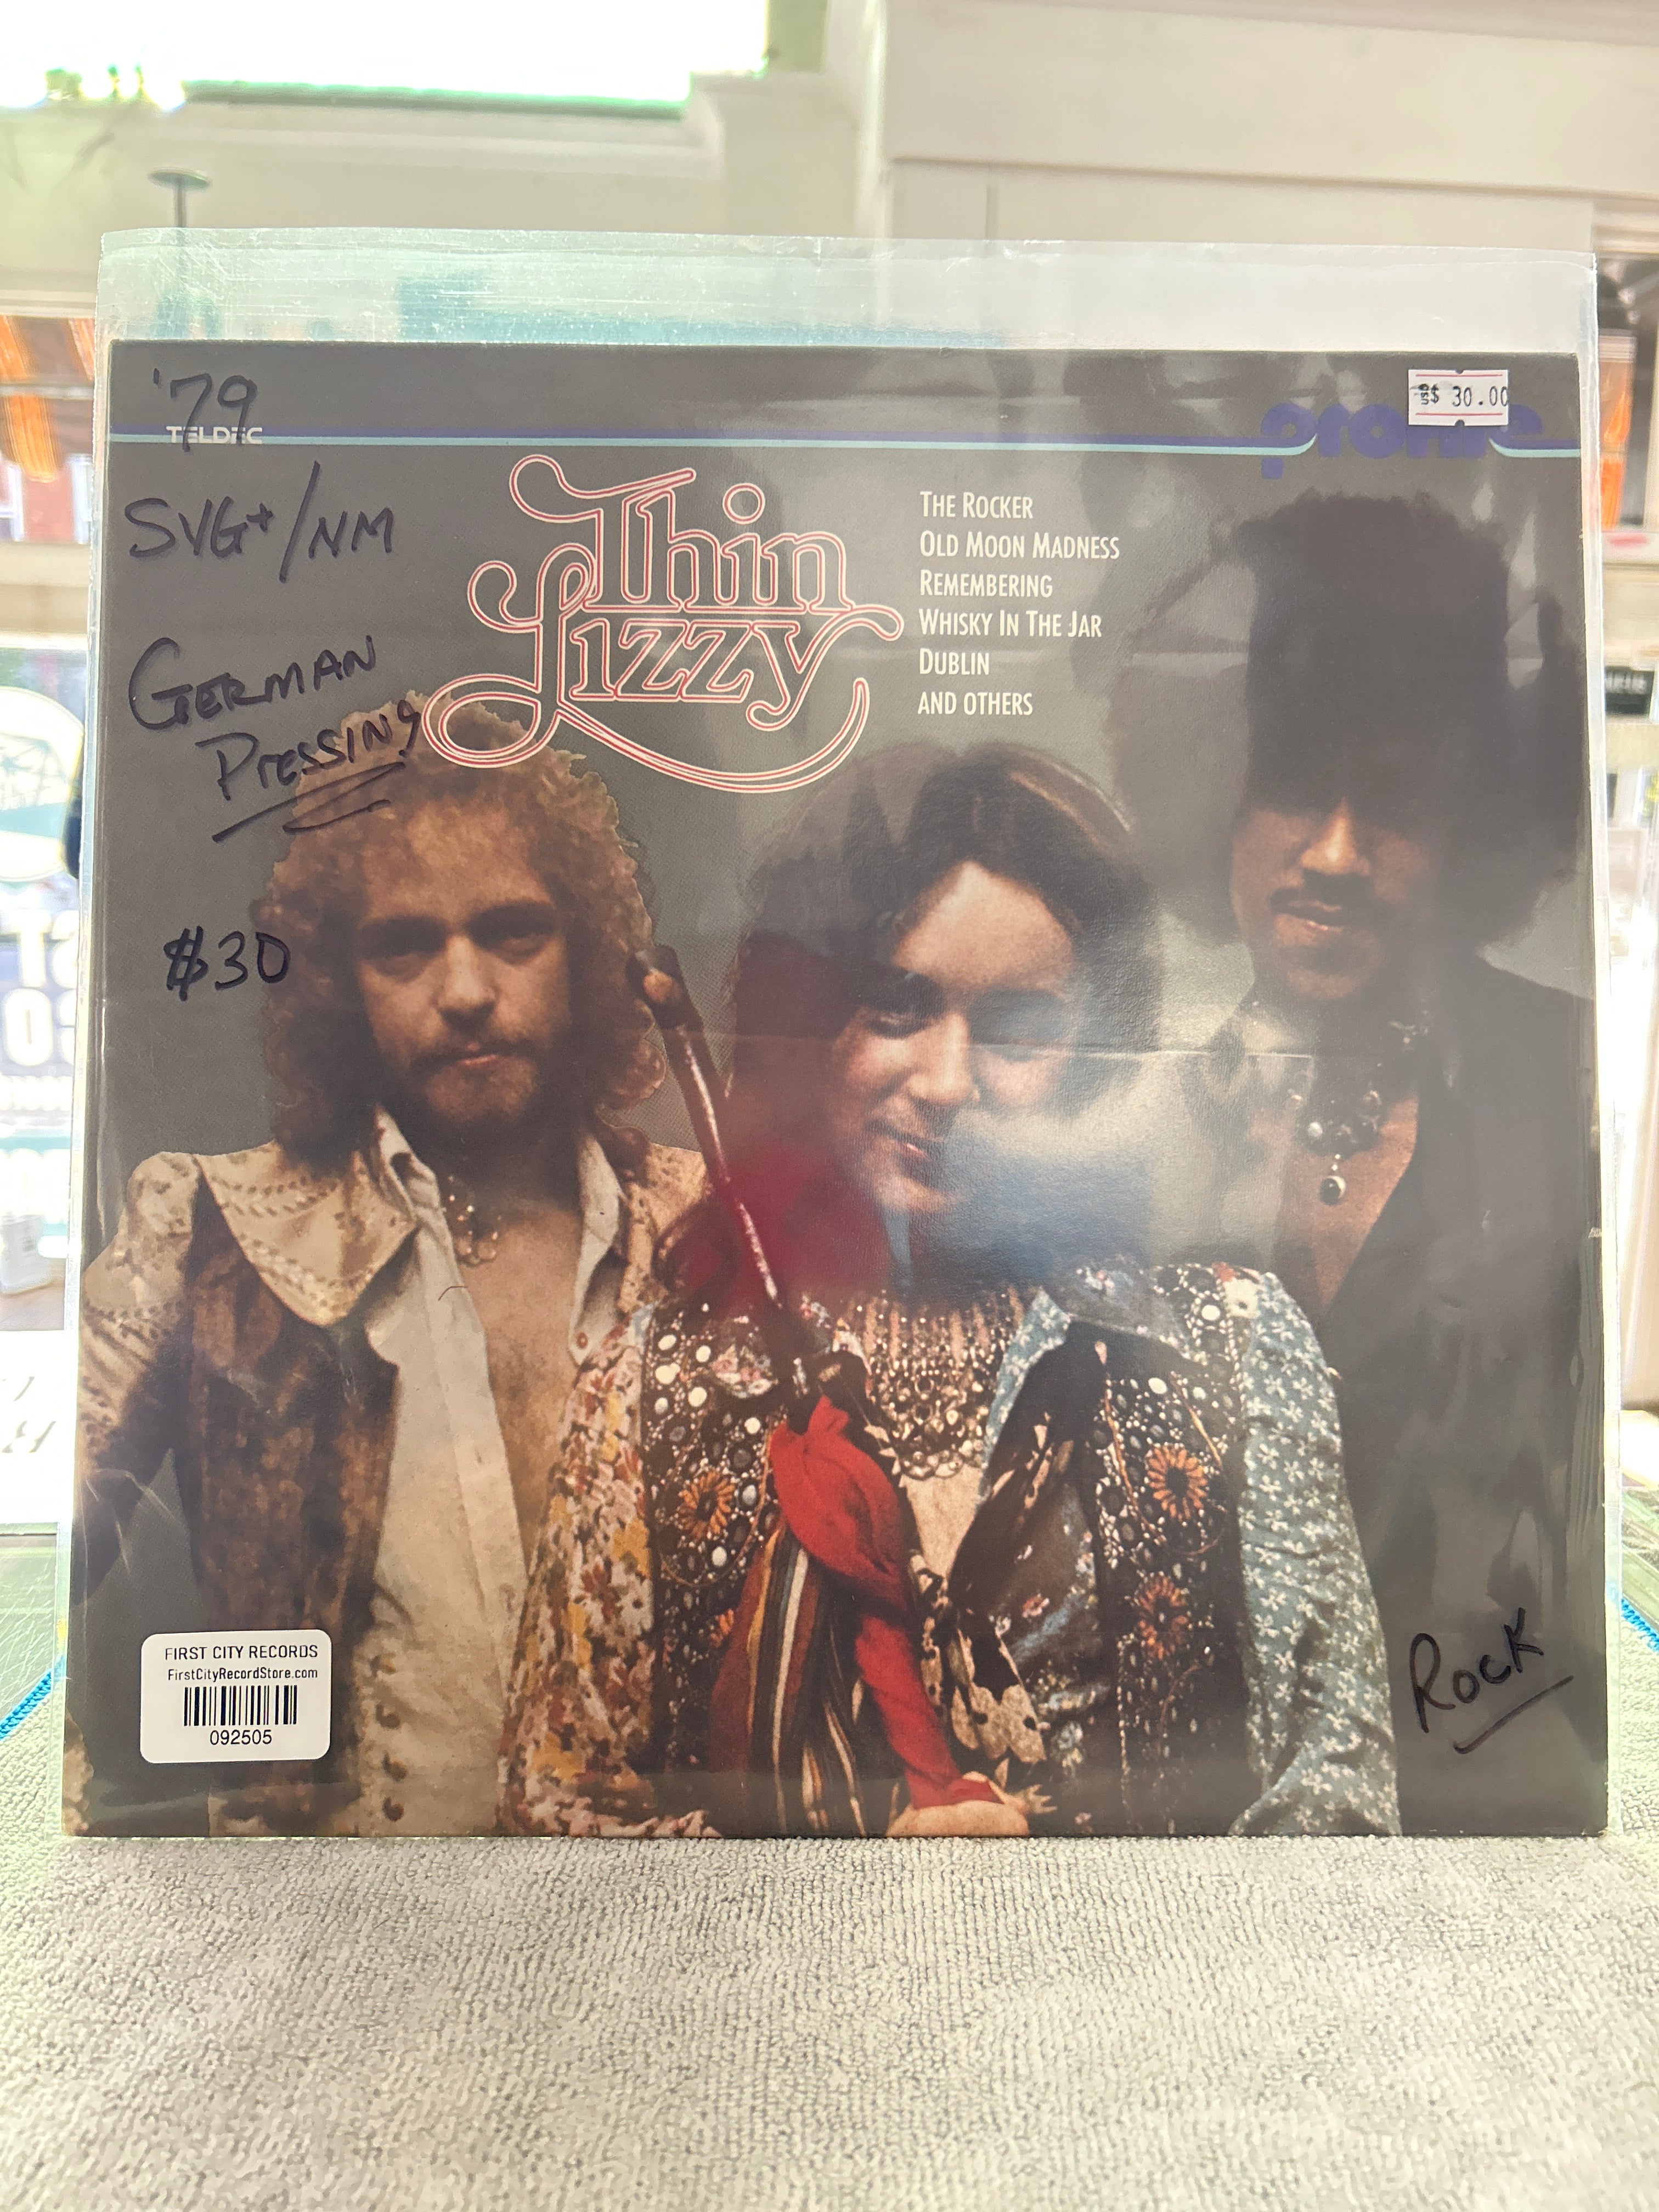 '79
TELDEC
$ 30.00
profile
SVG+/NM
GERMAN
PRESSING
$30
Thin
Lizzy
THE ROCKER
OLD MOON MADNESS
REMEMBERING
WHISKY IN THE JAR
DUBLIN
AND OTHERS
FIRST CITY RECORDS
FirstCityRecordStore.com
092505
ROCK